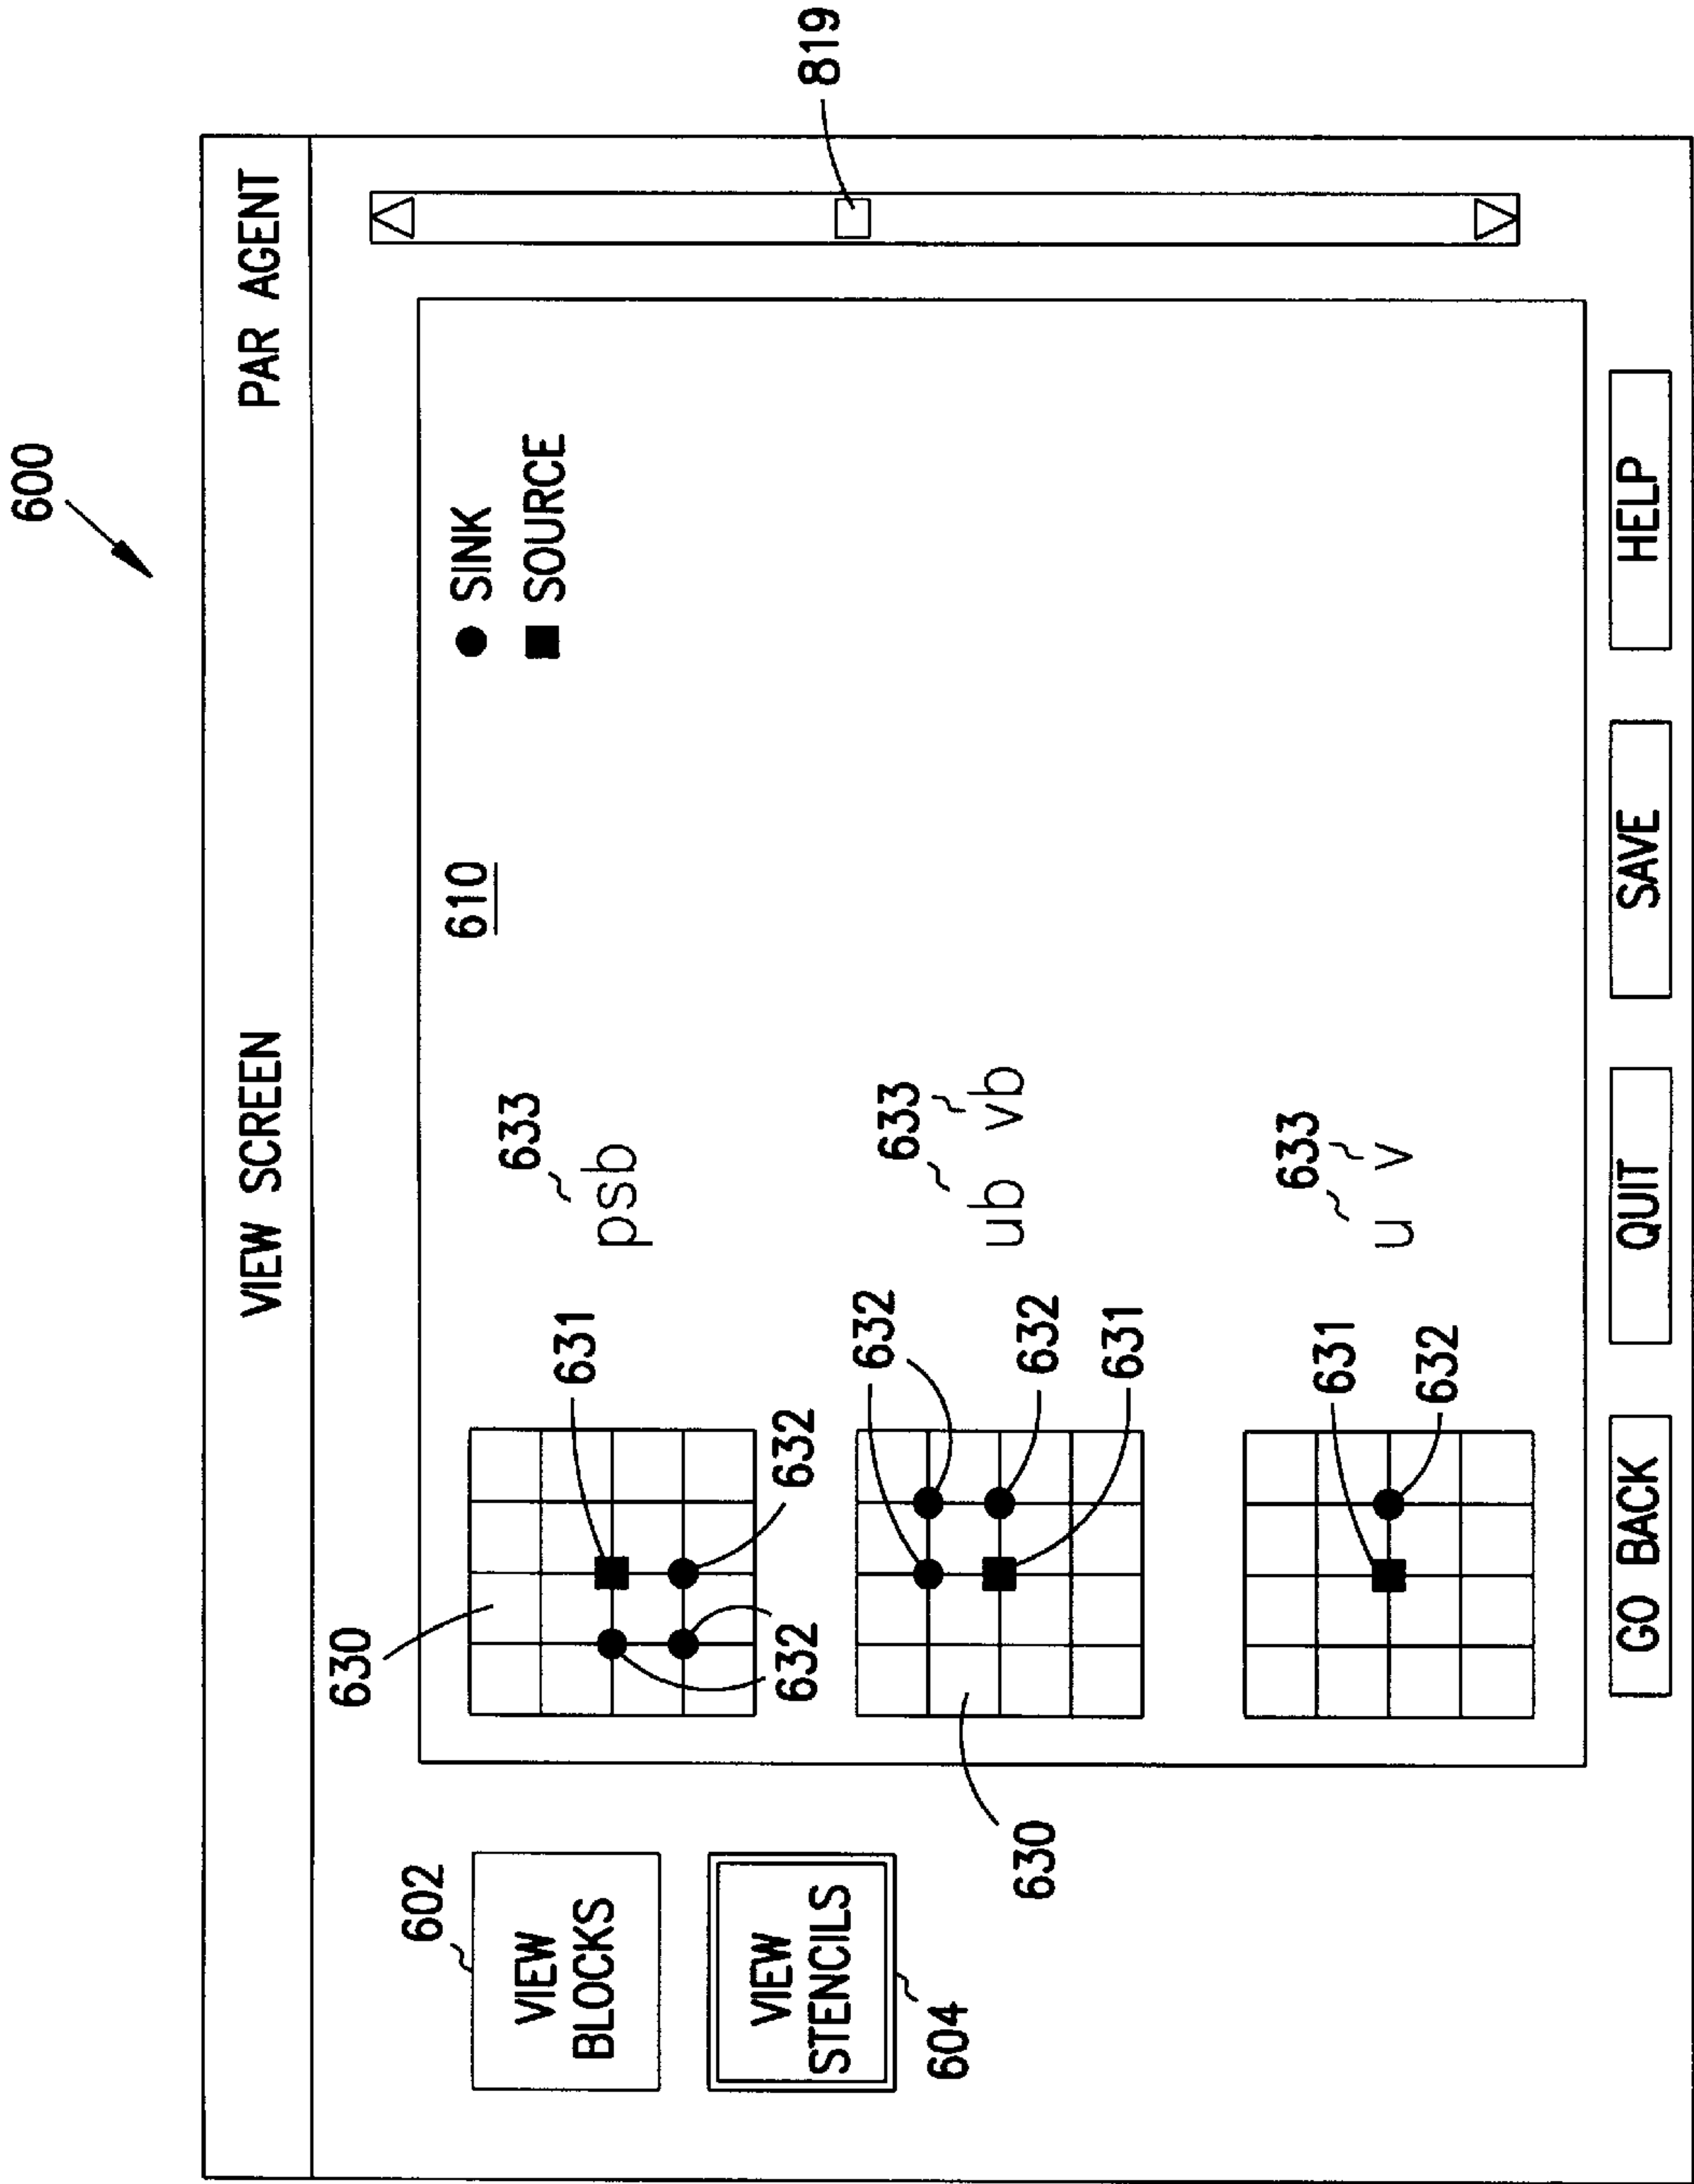 600
VIEW SCREEN
PAR AGENT
602
VIEW
BLOCKS
VIEW
STENCILS
604
610
SINK
SOURCE
819
630
631
633
psb
632
632
632
633
ub vb
632
631
630
631
633
u v
632
GO BACK
QUIT
SAVE
HELP